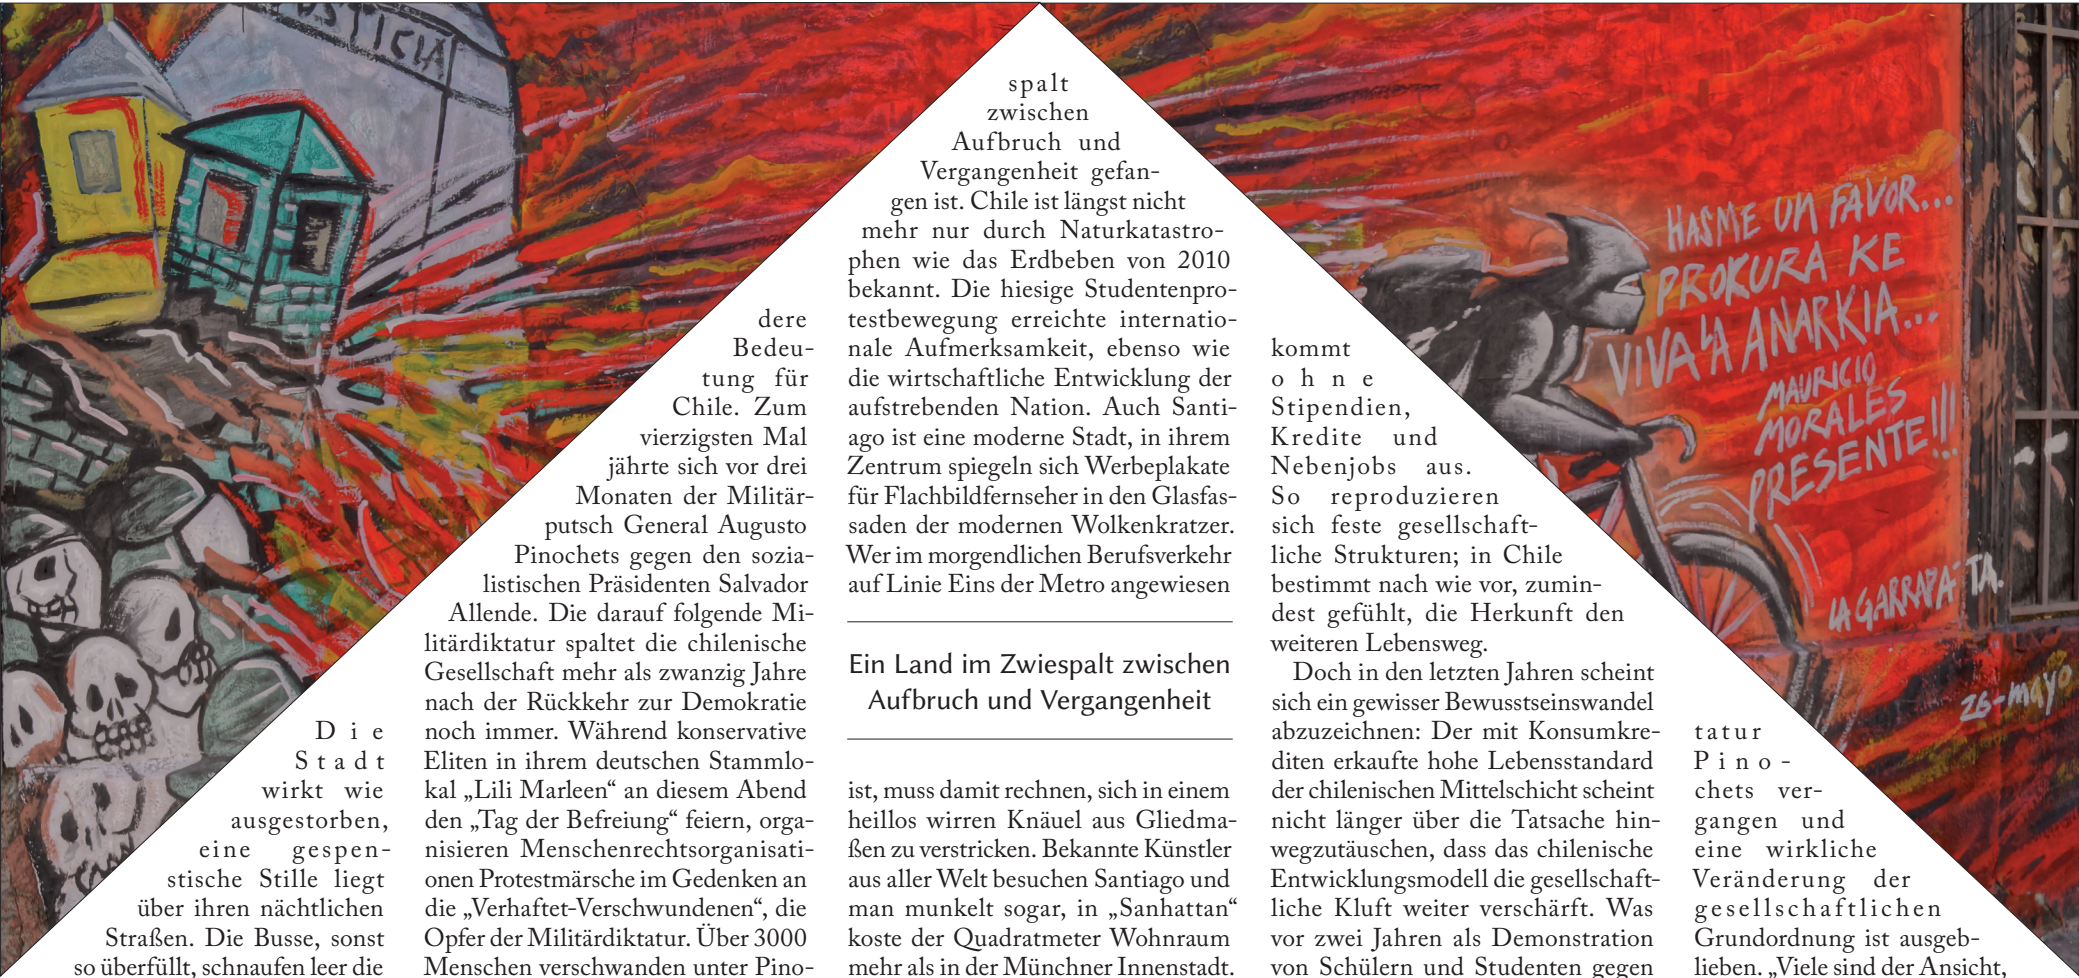 USTICIA
HASME UN FAVOR...
PROKURA KE
VIVA LA ANARKIA...
MAURICIO
MORALES
PRESENTE!!!
LA GARRAPA-TA.
26-mayo
Die
Stadt
wirkt wie
ausgestorben,
eine gespen-
stische Stille liegt
über ihren nächtlichen
Straßen. Die Busse, sonst
so überfüllt, schnaufen leer die
dere
Bedeu-
tung für
Chile. Zum
vierzigsten Mal
jährte sich vor drei
Monaten der Militär-
putsch General Augusto
Pinochets gegen den sozia-
listischen Präsidenten Salvador
Allende. Die darauf folgende Mi-
litärdiktatur spaltet die chilenische
Gesellschaft mehr als zwanzig Jahre
nach der Rückkehr zur Demokratie
noch immer. Während konservative
Eliten in ihrem deutschen Stammlo-
kal „Lili Marleen“ an diesem Abend
den „Tag der Befreiung“ feiern, orga-
nisieren Menschenrechtsorganisati-
onen Protestmärsche im Gedenken an
die „Verhaftet-Verschwundenen“, die
Opfer der Militärdiktatur. Über 3000
Menschen verschwanden unter Pino-
spalt
zwischen
Aufbruch und
Vergangenheit gefan-
gen ist. Chile ist längst nicht
mehr nur durch Naturkatastro-
phen wie das Erdbeben von 2010
bekannt. Die hiesige Studentenpro-
testbewegung erreichte internatio-
nale Aufmerksamkeit, ebenso wie
die wirtschaftliche Entwicklung der
aufstrebenden Nation. Auch Santi-
ago ist eine moderne Stadt, in ihrem
Zentrum spiegeln sich Werbeplakate
für Flachbildfernseher in den Glasfas-
saden der modernen Wolkenkratzer.
Wer im morgendlichen Berufsverkehr
auf Linie Eins der Metro angewiesen
Ein Land im Zwiespalt zwischen
Aufbruch und Vergangenheit
ist, muss damit rechnen, sich in einem
heillos wirren Knäuel aus Gliedma-
ßen zu verstricken. Bekannte Künstler
aus aller Welt besuchen Santiago und
man munkelt sogar, in „Sanhattan“
koste der Quadratmeter Wohnraum
mehr als in der Münchner Innenstadt.
kommt
ohne
Stipendien,
Kredite und
Nebenjobs aus.
So reproduzieren
sich feste gesellschaft-
liche Strukturen; in Chile
bestimmt nach wie vor, zumin-
dest gefühlt, die Herkunft den
weiteren Lebensweg.
Doch in den letzten Jahren scheint
sich ein gewisser Bewusstseinswandel
abzuzeichnen: Der mit Konsumkre-
diten erkaufte hohe Lebensstandard
der chilenischen Mittelschicht scheint
nicht länger über die Tatsache hin-
wegzutäuschen, dass das chilenische
Entwicklungsmodell die gesellschaft-
liche Kluft weiter verschärft. Was
vor zwei Jahren als Demonstration
von Schülern und Studenten gegen
tatur
Pino-
chets ver-
gangen und
eine wirkliche
Veränderung der
gesellschaftlichen
Grundordnung ist ausgeb-
lieben. „Viele sind der Ansicht,